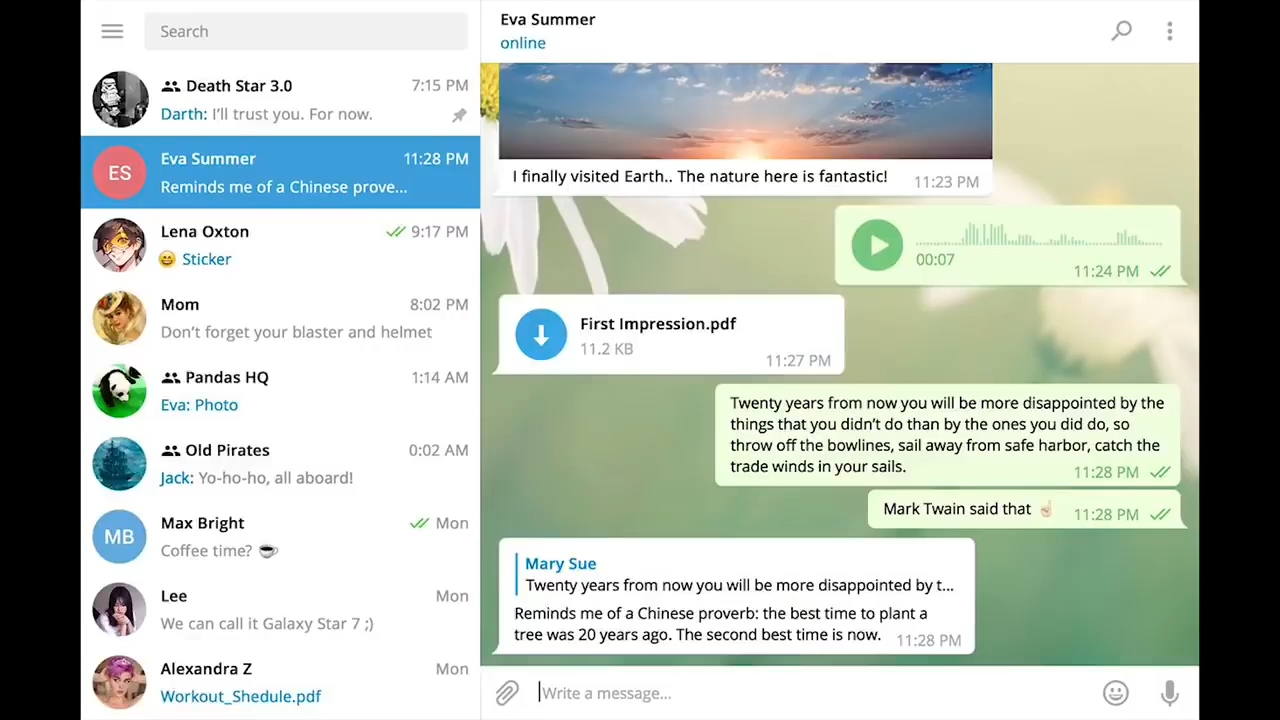 Search
Death Star 3.0
7:15 PM
Darth: I'll trust you. For now.
ES
Eva Summer
11:28 PM
Reminds me of a Chinese prove...
Lena Oxton
9:17 PM
😄 Sticker
Mom
8:02 PM
Don't forget your blaster and helmet
Pandas HQ
1:14 AM
Eva: Photo
Old Pirates
0:02 AM
Jack: Yo-ho-ho, all aboard!
MB
Max Bright
Mon
Coffee time? ☕
Lee
Mon
We can call it Galaxy Star 7 ;)
Alexandra Z
Mon
Workout_Shedule.pdf
Eva Summer
online
I finally visited Earth.. The nature here is fantastic!
11:23 PM
00:07
11:24 PM
First Impression.pdf
11.2 KB
11:27 PM
Twenty years from now you will be more disappointed by the
things that you didn't do than by the ones you did do, so
throw off the bowlines, sail away from safe harbor, catch the
trade winds in your sails.
11:28 PM
Mark Twain said that ☝🏻
11:28 PM
Mary Sue
Twenty years from now you will be more disappointed by t...
Reminds me of a Chinese proverb: the best time to plant a
tree was 20 years ago. The second best time is now.
11:28 PM
Write a message...